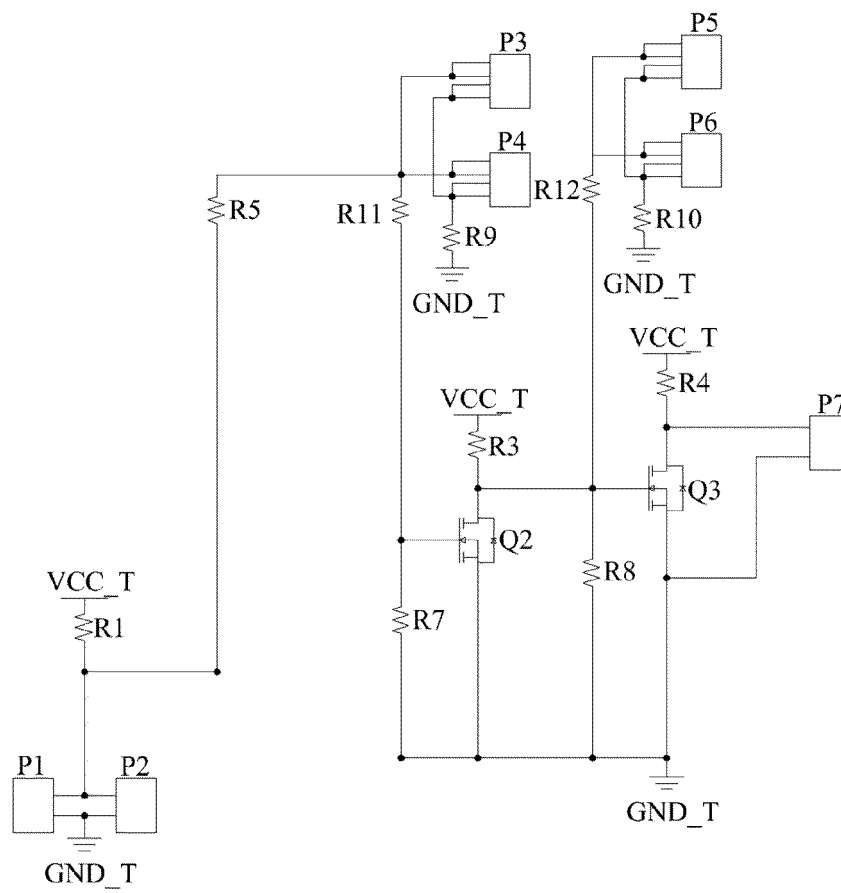 P3
P5
P4
P6
R5
R11
R9
R12
R10
GND_T
GND_T
VCC_T
R4
P7
VCC_T
R3
Q3
Q2
R8
VCC_T
R1
R7
P1
P2
GND_T
GND_T